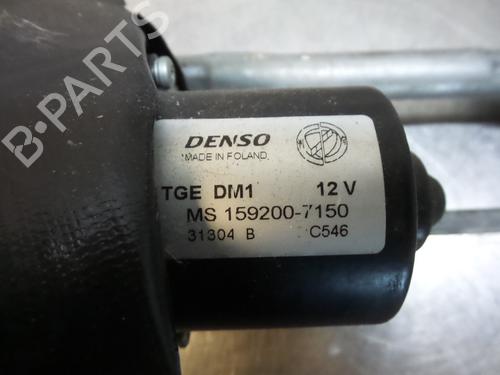 B-PARTS
DENSO
MADE IN POLAND
TGE DM1 12 V
MS 159200-7150
31304 B C546